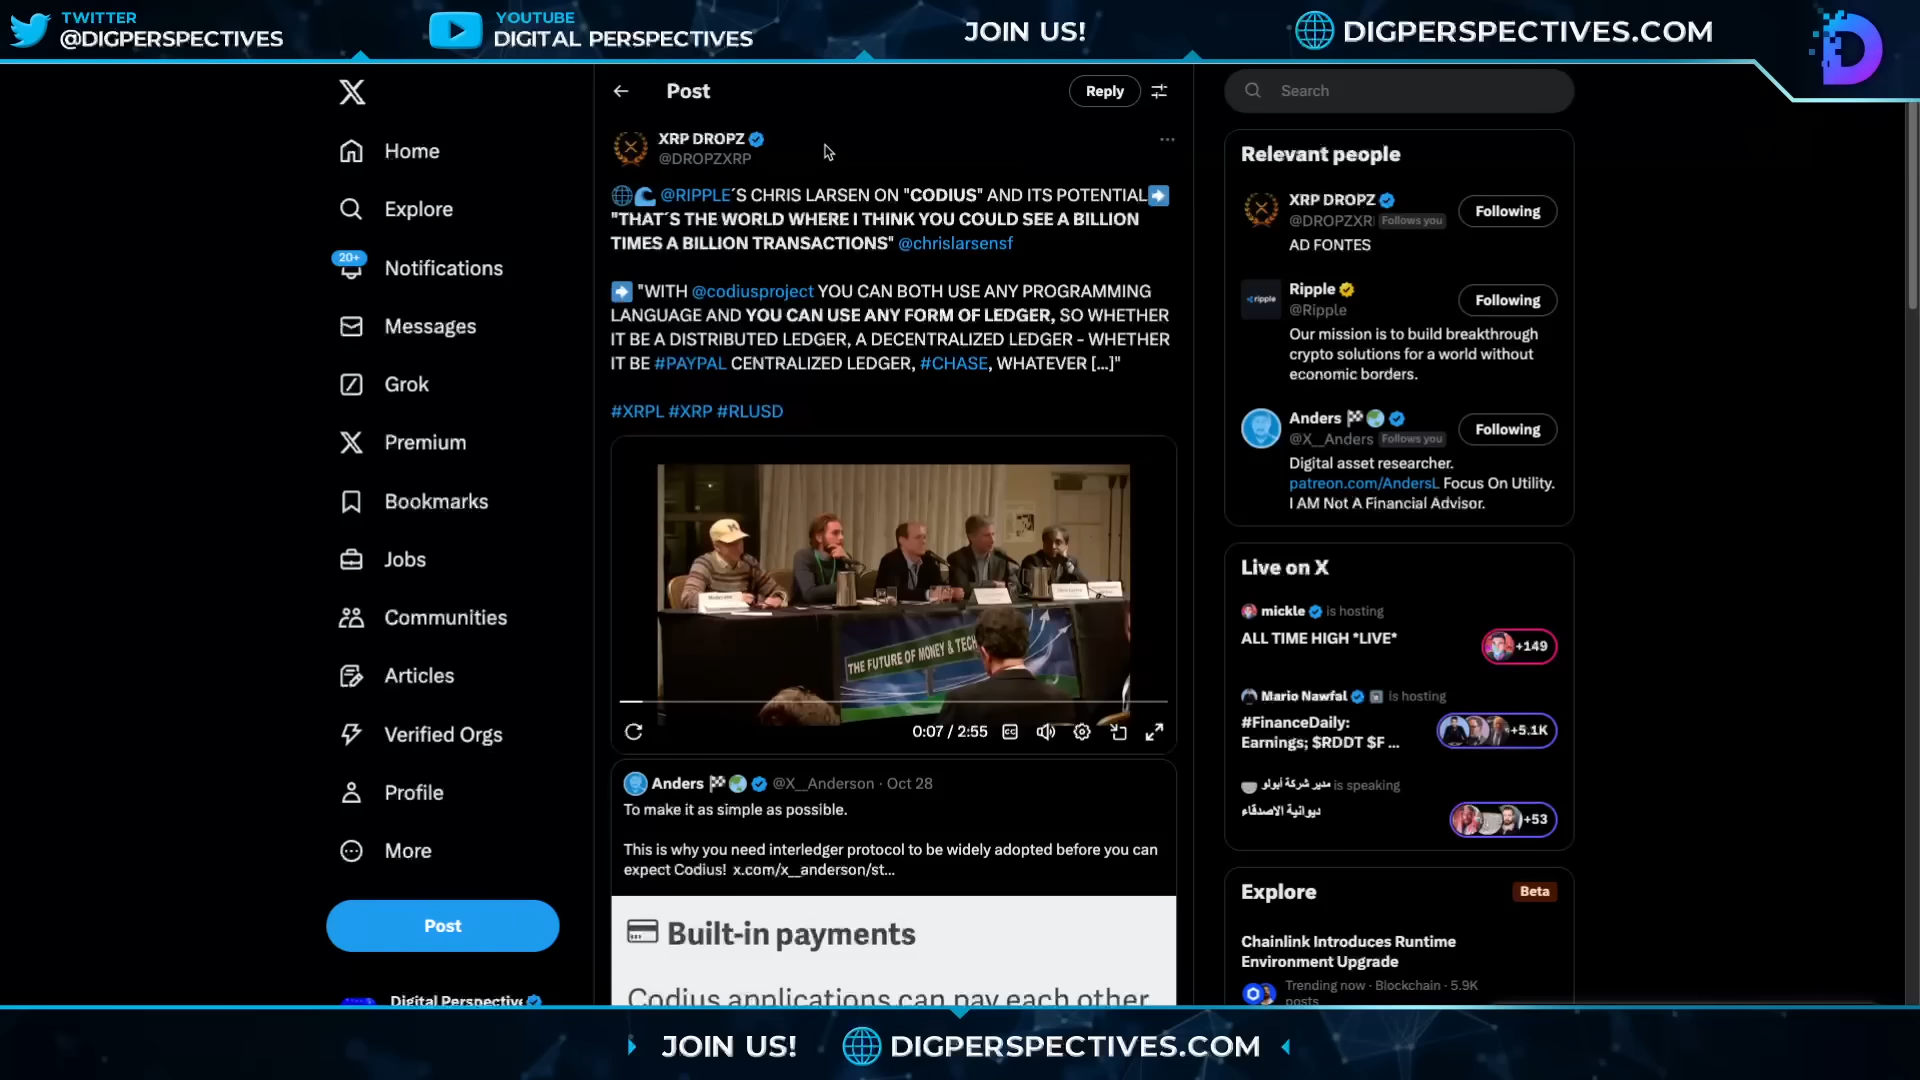 TWITTER
@DIGPERSPECTIVES
YOUTUBE
DIGITAL PERSPECTIVES
JOIN US!
DIGPERSPECTIVES.COM
Home
Explore
20+
Notifications
Messages
Grok
Premium
Bookmarks
Jobs
Communities
Articles
Verified Orgs
Profile
More
Post
Digital Perspective
Post
Reply
XRP DROPZ
@DROPZXRP
@RIPPLE´S CHRIS LARSEN ON "CODIUS" AND ITS POTENTIAL
"THAT´S THE WORLD WHERE I THINK YOU COULD SEE A BILLION
TIMES A BILLION TRANSACTIONS" @chrislarsensf
"WITH @codiusproject YOU CAN BOTH USE ANY PROGRAMMING
LANGUAGE AND YOU CAN USE ANY FORM OF LEDGER, SO WHETHER
IT BE A DISTRIBUTED LEDGER, A DECENTRALIZED LEDGER - WHETHER
IT BE #PAYPAL CENTRALIZED LEDGER, #CHASE, WHATEVER [...]"
#XRPL #XRP #RLUSD
THE FUTURE OF MONEY & TECH
0:07 / 2:55
CC
Anders @X__Anderson · Oct 28
To make it as simple as possible.
This is why you need interledger protocol to be widely adopted before you can
expect Codius! x.com/x__anderson/st...
Built-in payments
Codius applications can pay each other
Search
Relevant people
XRP DROPZ
@DROPZXR Follows you
Following
AD FONTES
Ripple
@Ripple
Following
Our mission is to build breakthrough
crypto solutions for a world without
economic borders.
Anders
@X__Anders Follows you
Following
Digital asset researcher.
patreon.com/AndersL Focus On Utility.
I AM Not A Financial Advisor.
Live on X
mickle is hosting
ALL TIME HIGH *LIVE*
+149
Mario Nawfal is hosting
#FinanceDaily:
Earnings; $RDDT $F ...
+5.1K
مدير شركة أبولو is speaking
ديوانية الاصدقاء
+53
Explore
Beta
Chainlink Introduces Runtime
Environment Upgrade
Trending now · Blockchain · 5.9K
posts
JOIN US!
DIGPERSPECTIVES.COM